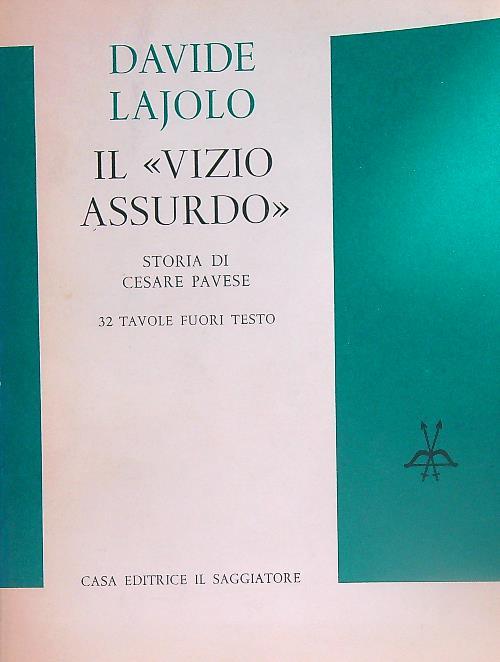 DAVIDE
LAJOLO
IL «VIZIO
ASSURDO»
STORIA DI
CESARE PAVESE
32 TAVOLE FUORI TESTO
CASA EDITRICE IL SAGGIATORE